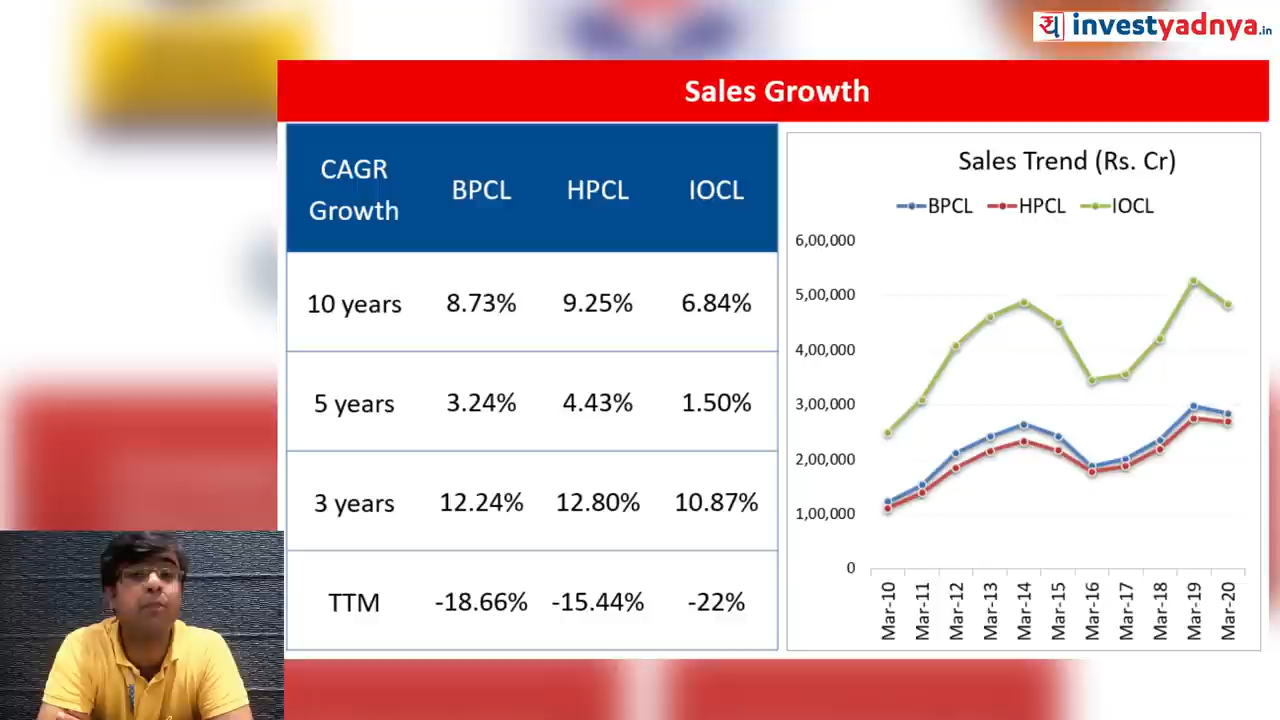 यू investyadnya.in
Sales Growth
CAGR Growth BPCL HPCL IOCL
10 years 8.73% 9.25% 6.84%
5 years 3.24% 4.43% 1.50%
3 years 12.24% 12.80% 10.87%
TTM -18.66% -15.44% -22%
Sales Trend (Rs. Cr)
BPCL HPCL IOCL
6,00,000
5,00,000
4,00,000
3,00,000
2,00,000
1,00,000
0
Mar-10 Mar-11 Mar-12 Mar-13 Mar-14 Mar-15 Mar-16 Mar-17 Mar-18 Mar-19 Mar-20